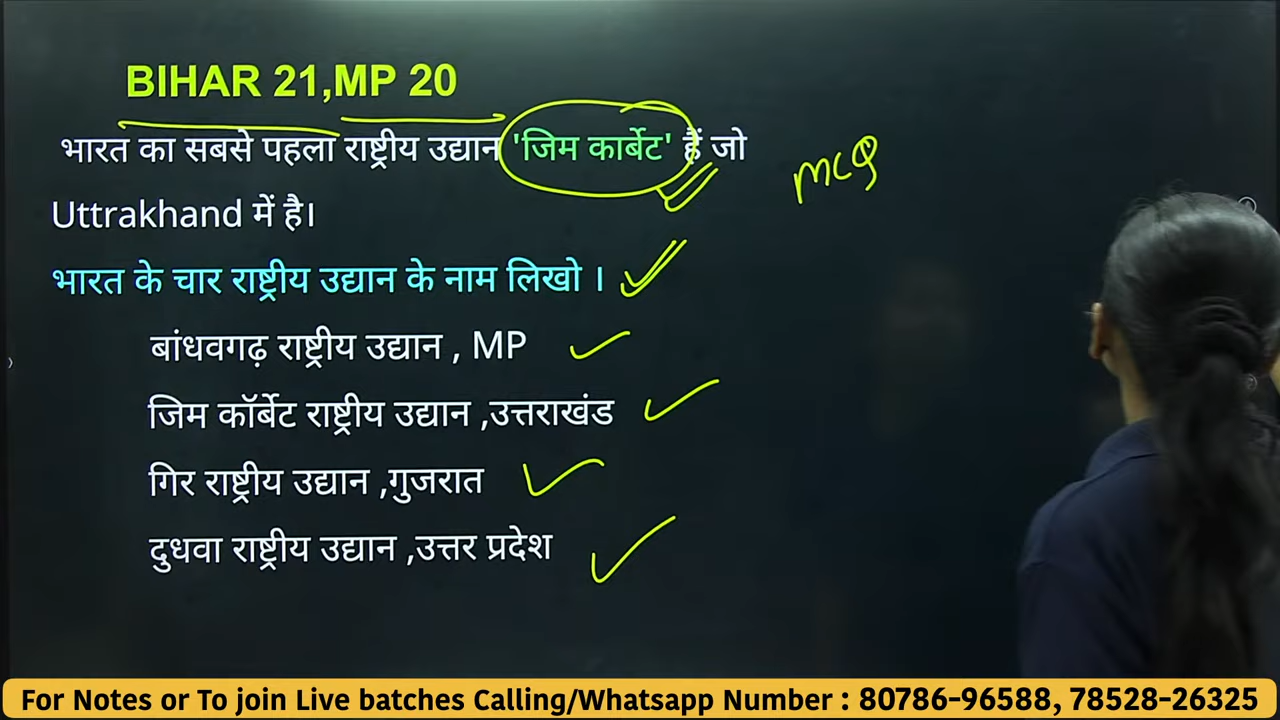 BIHAR 21,MP 20
भारत का सबसे पहला राष्ट्रीय उद्यान 'जिम कार्बेट' हैं जो
MCQ
Uttrakhand में है।
भारत के चार राष्ट्रीय उद्यान के नाम लिखो ।
बांधवगढ़ राष्ट्रीय उद्यान , MP
जिम कॉर्बेट राष्ट्रीय उद्यान ,उत्तराखंड
गिर राष्ट्रीय उद्यान ,गुजरात
दुधवा राष्ट्रीय उद्यान ,उत्तर प्रदेश
For Notes or To join Live batches Calling/Whatsapp Number : 80786-96588, 78528-26325